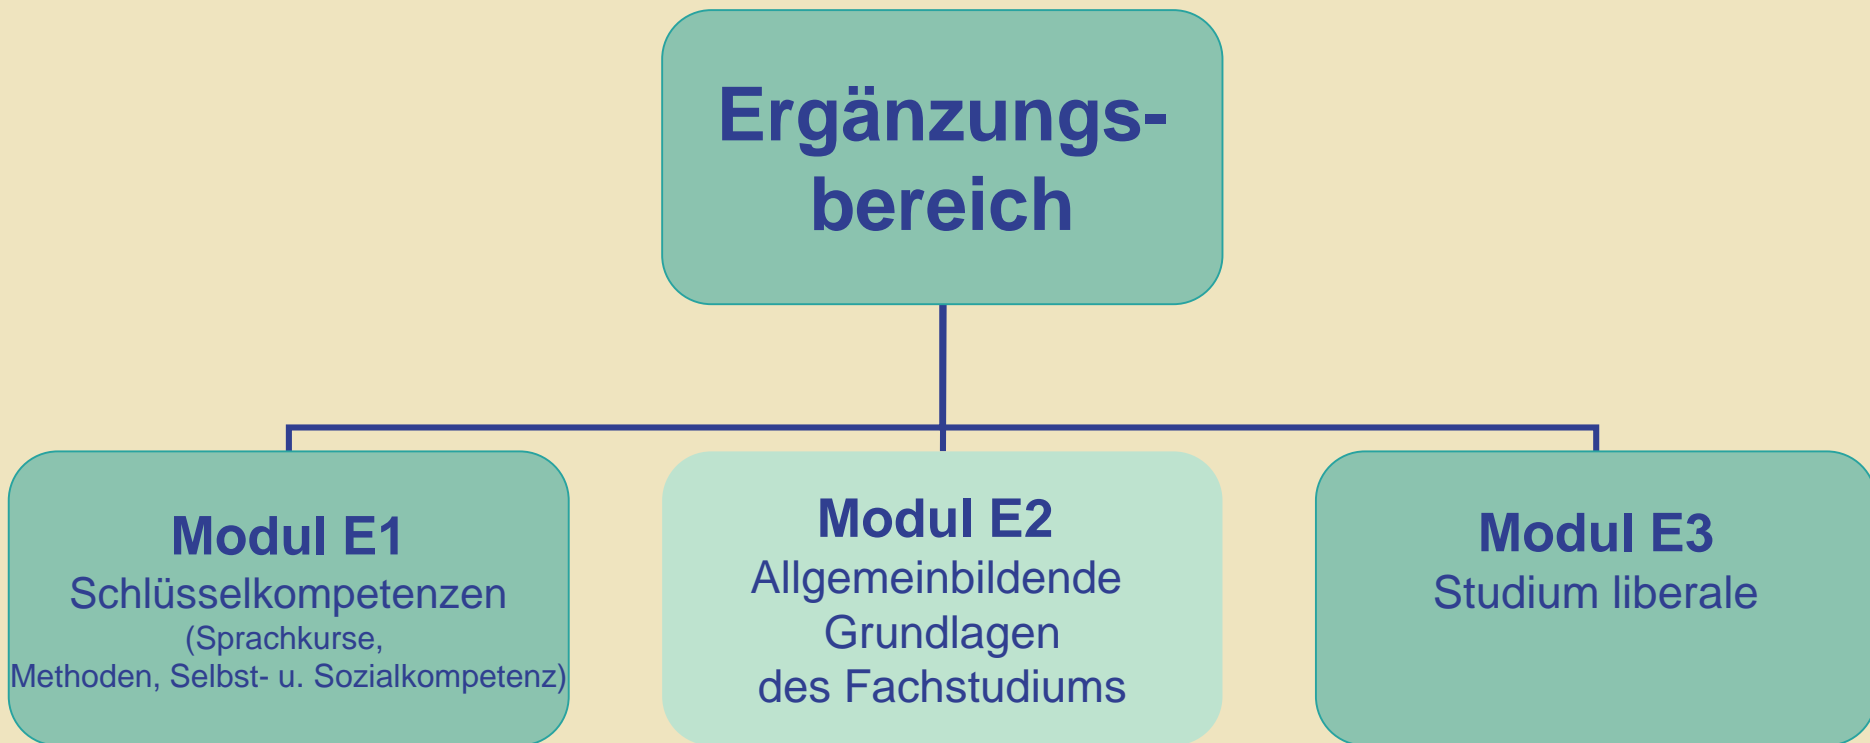 Ergänzungs-
bereich
Modul E1
Schlüsselkompetenzen
(Sprachkurse,
Methoden, Selbst- u. Sozialkompetenz)
Modul E2
Allgemeinbildende
Grundlagen
des Fachstudiums
Modul E3
Studium liberale